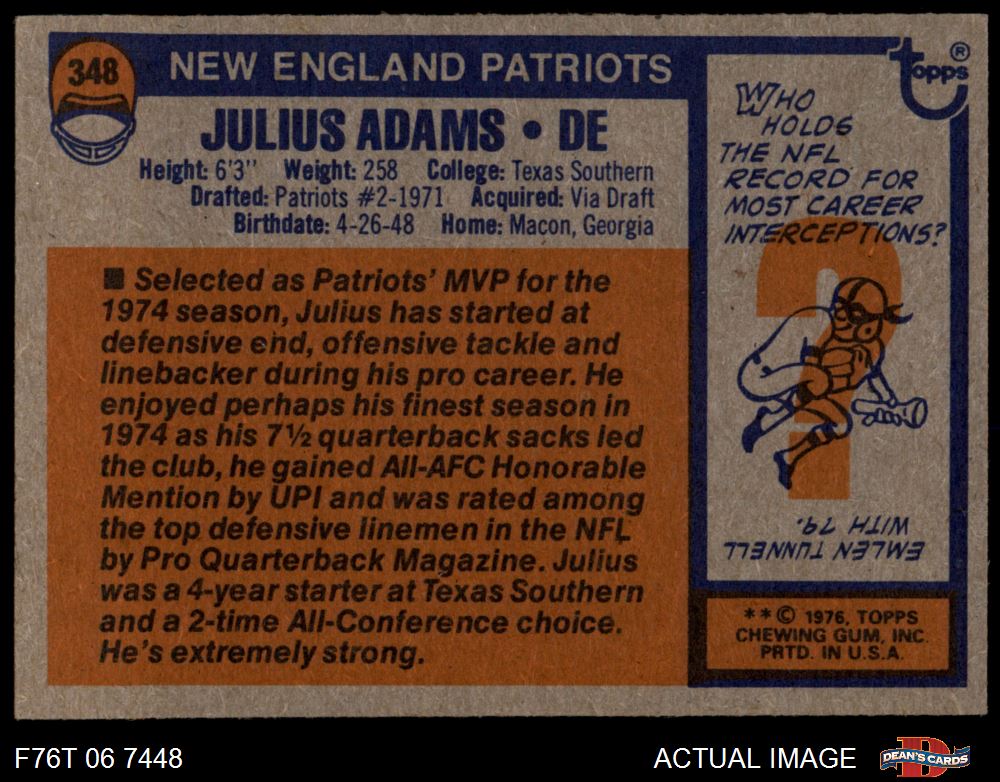 348
NEW ENGLAND PATRIOTS
JULIUS ADAMS • DE
Height: 6'3" Weight: 258 College: Texas Southern
Drafted: Patriots #2-1971 Acquired: Via Draft
Birthdate: 4-26-48 Home: Macon, Georgia
■ Selected as Patriots' MVP for the
1974 season, Julius has started at
defensive end, offensive tackle and
linebacker during his pro career. He
enjoyed perhaps his finest season in
1974 as his 7½ quarterback sacks led
the club, he gained All-AFC Honorable
Mention by UPI and was rated among
the top defensive linemen in the NFL
by Pro Quarterback Magazine. Julius
was a 4-year starter at Texas Southern
and a 2-time All-Conference choice.
He's extremely strong.
topps®
WHO
HOLDS
THE NFL
RECORD FOR
MOST CAREER
INTERCEPTIONS?
?
EMLEN TUNNELL
WITH 79.
**© 1976, TOPPS
CHEWING GUM, INC.
PRTD. IN U.S.A.
F76T 06 7448
ACTUAL IMAGE
D
DEAN'S CARDS